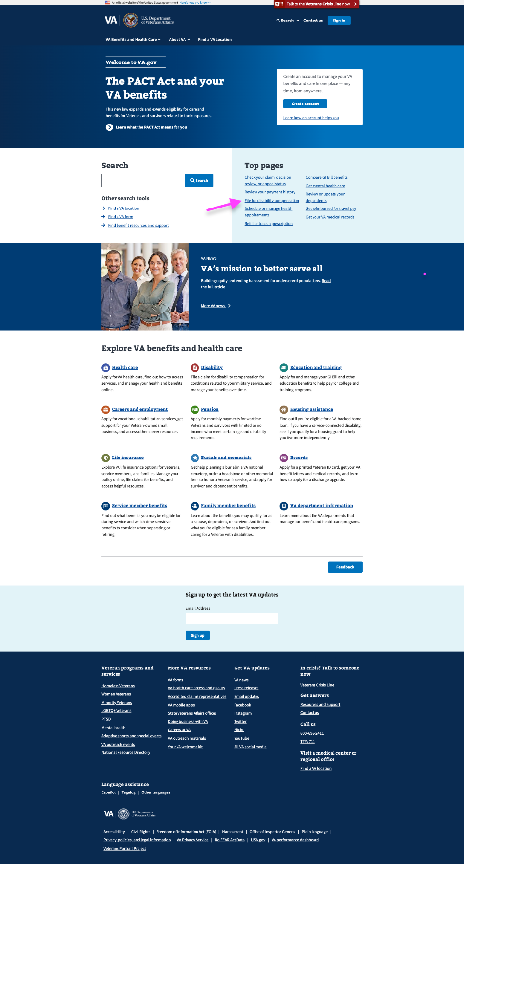 An official website of the United States government Here's how you know
Talk to the Veterans Crisis Line now
VA
U.S. Department
of Veterans Affairs
Search
Contact us
Sign in
VA Benefits and Health Care
About VA
Find a VA Location
Welcome to VA.gov
The PACT Act and your
VA benefits
This new law expands and extends eligibility for care and
benefits for Veterans and survivors related to toxic exposures.
Learn what the PACT Act means for you
Create an account to manage your VA
benefits and care in one place — any
time, from anywhere.
Create account
Learn how an account helps you
Search
Search
Other search tools
Find a VA location
Find a VA form
Find benefit resources and support
Top pages
Check your claim, decision
review, or appeal status
Review your payment history
File for disability compensation
Schedule or manage health
appointments
Refill or track a prescription
Compare GI Bill benefits
Get mental health care
Review or update your
dependents
Get reimbursed for travel pay
Get your VA medical records
VA NEWS
VA's mission to better serve all
Building equity and ending harassment for underserved populations. Read
the full article
More VA news
Explore VA benefits and health care
Health care
Apply for VA health care, find out how to access
services, and manage your health and benefits
online.
Disability
File a claim for disability compensation for
conditions related to your military service, and
manage your benefits over time.
Education and training
Apply for and manage your GI Bill and other
education benefits to help pay for college and
training programs.
Careers and employment
Apply for vocational rehabilitation services, get
support for your Veteran-owned small
business, and access other career resources.
Pension
Apply for monthly payments for wartime
Veterans and survivors with limited or no
income who meet certain age and disability
requirements.
Housing assistance
Find out if you're eligible for a VA-backed home
loan. If you have a service-connected disability,
see if you qualify for a housing grant to help
you live more independently.
Life insurance
Explore VA life insurance options for Veterans,
service members, and families. Manage your
policy online, file claims for benefits, and
access helpful resources.
Burials and memorials
Get help planning a burial in a VA national
cemetery, order a headstone or other memorial
item to honor a Veteran's service, and apply for
survivor and dependent benefits.
Records
Apply for a printed Veteran ID card, get your VA
benefit letters and medical records, and learn
how to apply for a discharge upgrade.
Service member benefits
Find out what benefits you may be eligible for
during service and which time-sensitive
benefits to consider when separating or
retiring.
Family member benefits
Learn about the benefits you may qualify for as
a spouse, dependent, or survivor. And find out
what you're eligible for as a family member
caring for a Veteran with disabilities.
VA department information
Learn more about the VA departments that
manage our benefit and health care programs.
Feedback
Sign up to get the latest VA updates
Email Address
Sign up
Veteran programs and
services
Homeless Veterans
Women Veterans
Minority Veterans
LGBTQ+ Veterans
PTSD
Mental health
Adaptive sports and special events
VA outreach events
National Resource Directory
More VA resources
VA forms
VA health care access and quality
Accredited claims representatives
VA mobile apps
State Veterans Affairs offices
Doing business with VA
Careers at VA
VA outreach materials
Your VA welcome kit
Get VA updates
VA news
Press releases
Email updates
Facebook
Instagram
Twitter
Flickr
YouTube
All VA social media
In crisis? Talk to someone
now
Veterans Crisis Line
Get answers
Resources and support
Contact us
Call us
800-698-2411
TTY: 711
Visit a medical center or
regional office
Find a VA location
Language assistance
Español | Tagalog | Other languages
VA
U.S. Department
of Veterans Affairs
Accessibility | Civil Rights | Freedom of Information Act (FOIA) | Harassment | Office of Inspector General | Plain language |
Privacy, policies, and legal information | VA Privacy Service | No FEAR Act Data | USA.gov | VA performance dashboard |
Veterans Portrait Project